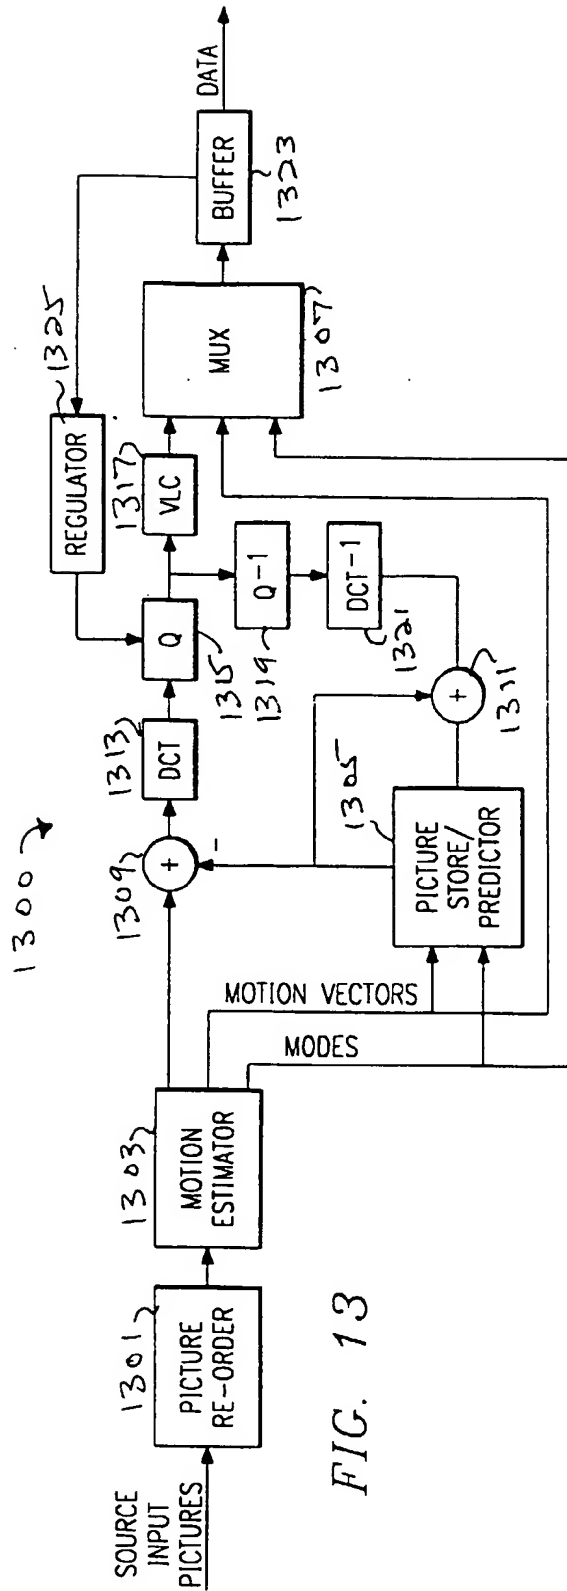 1300
SOURCE
INPUT
PICTURES
1301
PICTURE
RE-ORDER
1303
MOTION
ESTIMATOR
MOTION VECTORS
MODES
1309
+
-
1313
DCT
1315
Q
1317
VLC
REGULATOR
1325
1319
Q-1
1321
DCT-1
1311
+
1305
PICTURE
STORE/
PREDICTOR
MUX
1307
BUFFER
1323
DATA
FIG. 13